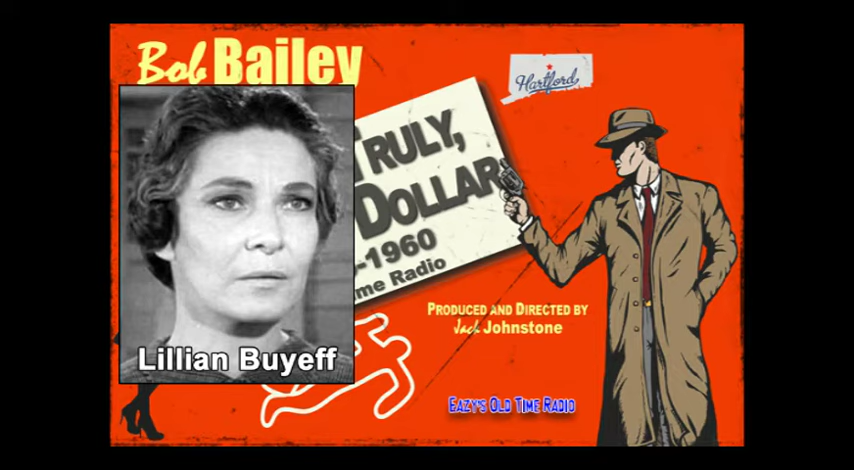 Bob Bailey
Hartford
TRULY,
DOLLAR
-1960
me Radio
PRODUCED AND DIRECTED BY
Jack Johnstone
Lillian Buyeff
EAZY'S OLD TIME RADIO